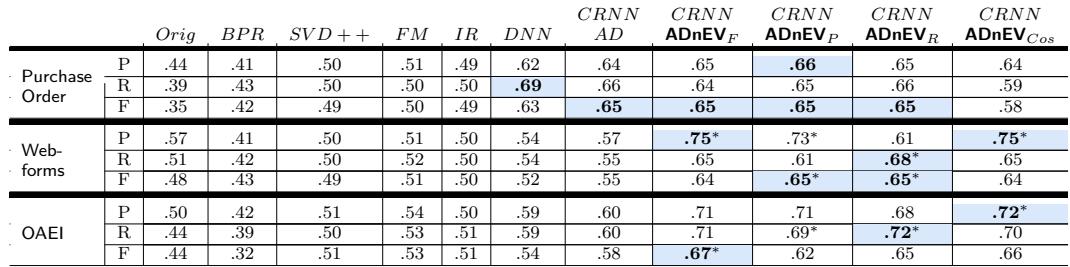 CRNN CRNN CRNN CRNN CRNN
Orig BPR SVD++ FM IR DNN AD ADnEV_F ADnEV_P ADnEV_R ADnEV_Cos
Purchase Order P .44 .41 .50 .51 .49 .62 .64 .65 .66 .65 .64
R .39 .43 .50 .50 .50 .69 .66 .64 .65 .66 .59
F .35 .42 .49 .50 .49 .63 .65 .65 .65 .65 .58
Web-forms P .57 .41 .50 .51 .50 .54 .57 .75* .73* .61 .75*
R .51 .42 .50 .52 .50 .54 .55 .65 .61 .68* .65
F .48 .43 .49 .51 .50 .52 .55 .64 .65* .65* .64
OAEI P .50 .42 .51 .54 .50 .59 .60 .71 .71 .68 .72*
R .44 .39 .50 .53 .51 .59 .60 .71 .69* .72* .70
F .44 .32 .51 .53 .51 .54 .58 .67* .62 .65 .66